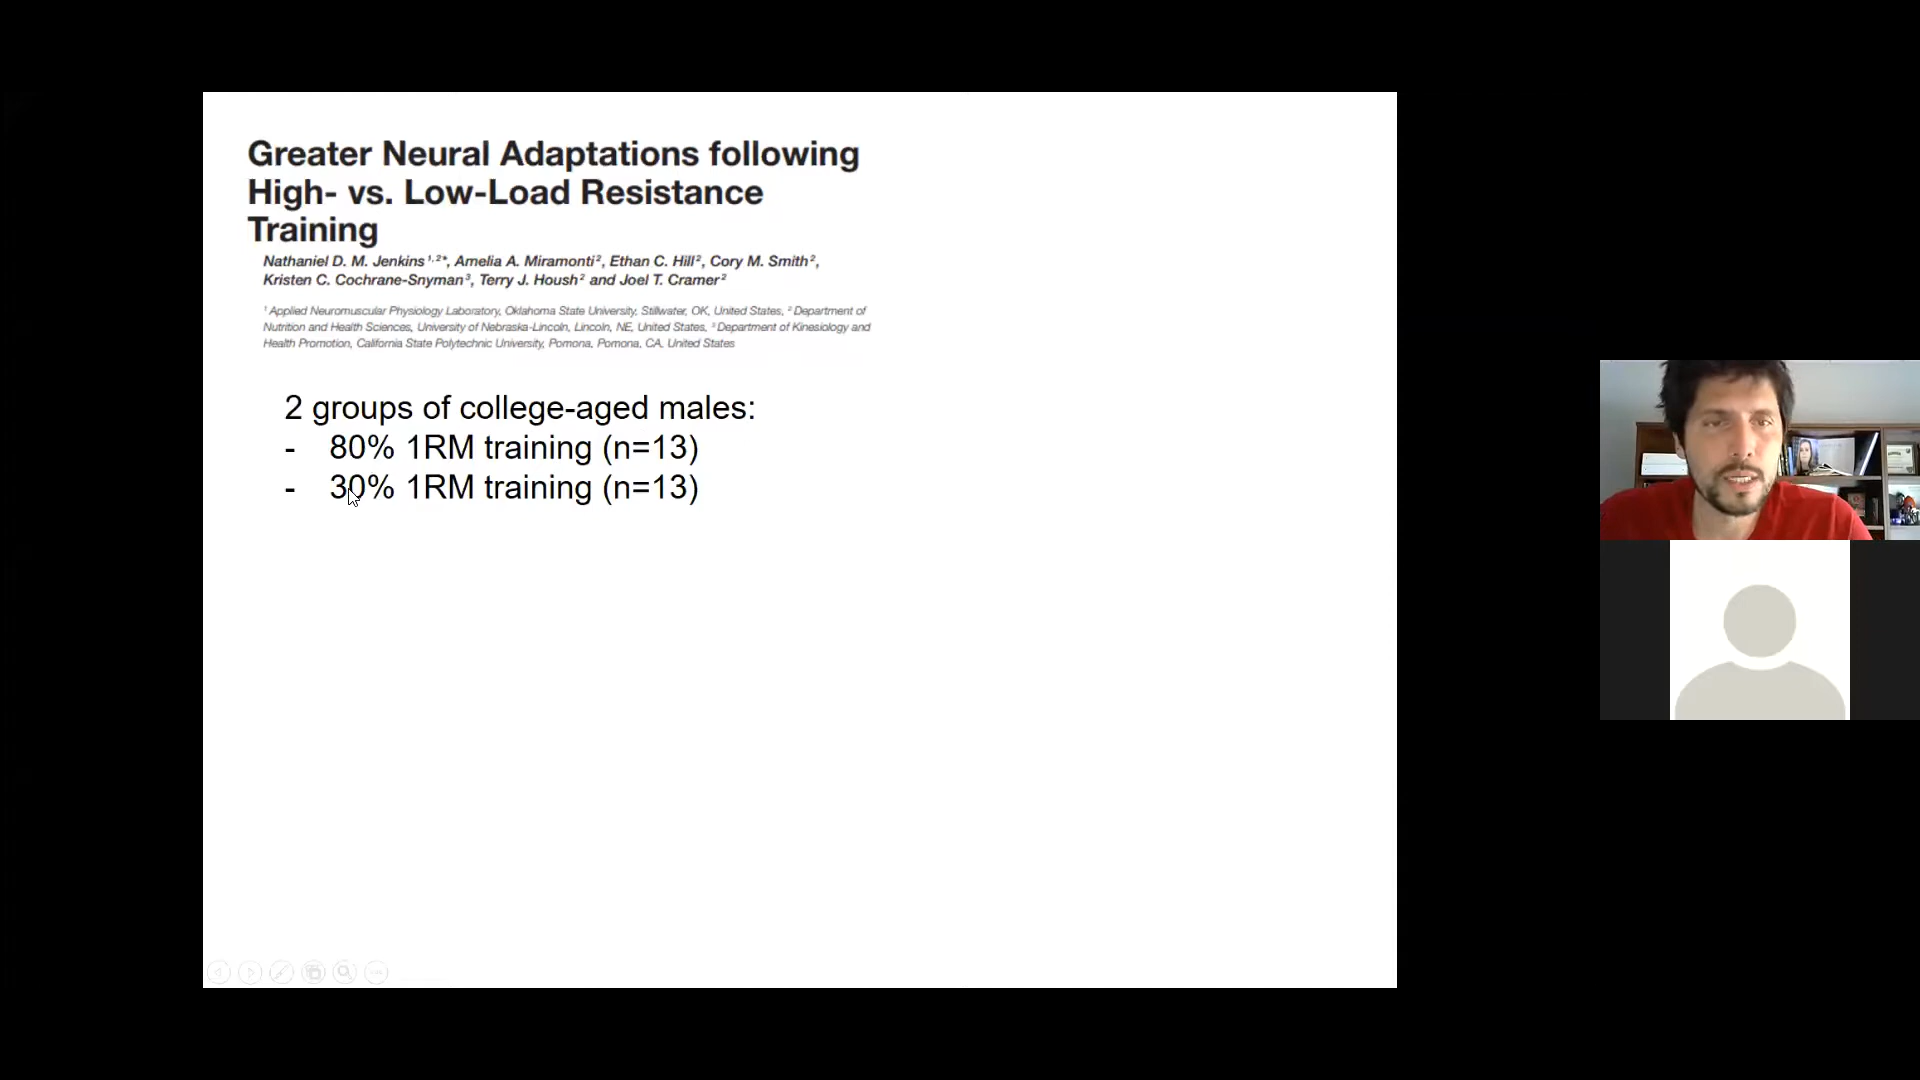 Greater Neural Adaptations following
High- vs. Low-Load Resistance
Training
Nathaniel D. M. Jenkins 1,2*, Amelia A. Miramonti 2, Ethan C. Hill 2, Cory M. Smith 2,
Kristen C. Cochrane-Snyman 3, Terry J. Housh 2 and Joel T. Cramer 2
1 Applied Neuromuscular Physiology Laboratory, Oklahoma State University, Stillwater, OK, United States, 2 Department of
Nutrition and Health Sciences, University of Nebraska-Lincoln, Lincoln, NE, United States, 3 Department of Kinesiology and
Health Promotion, California State Polytechnic University, Pomona, Pomona, CA, United States
2 groups of college-aged males:
- 80% 1RM training (n=13)
- 30% 1RM training (n=13)